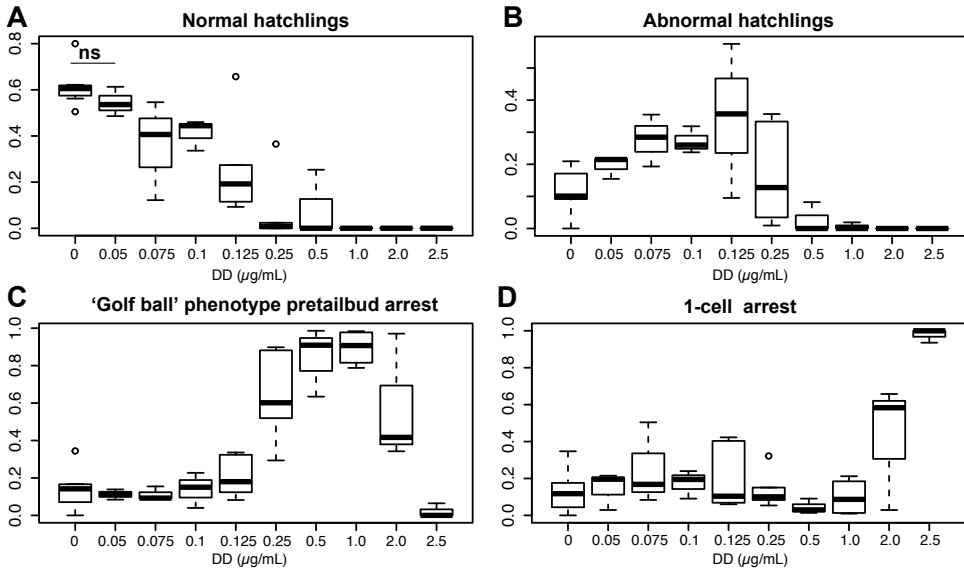 A
Normal hatchlings
ns
0.0 0.2 0.4 0.6 0.8
0 0.05 0.075 0.1 0.125 0.25 0.5 1.0 2.0 2.5
DD (µg/mL)
B
Abnormal hatchlings
0.0 0.2 0.4
0 0.05 0.075 0.1 0.125 0.25 0.5 1.0 2.0 2.5
DD (µg/mL)
C
‘Golf ball’ phenotype pretailbud arrest
0.0 0.2 0.4 0.6 0.8 1.0
0 0.05 0.075 0.1 0.125 0.25 0.5 1.0 2.0 2.5
DD (µg/mL)
D
1-cell arrest
0.0 0.2 0.4 0.6 0.8 1.0
0 0.05 0.075 0.1 0.125 0.25 0.5 1.0 2.0 2.5
DD (µg/mL)